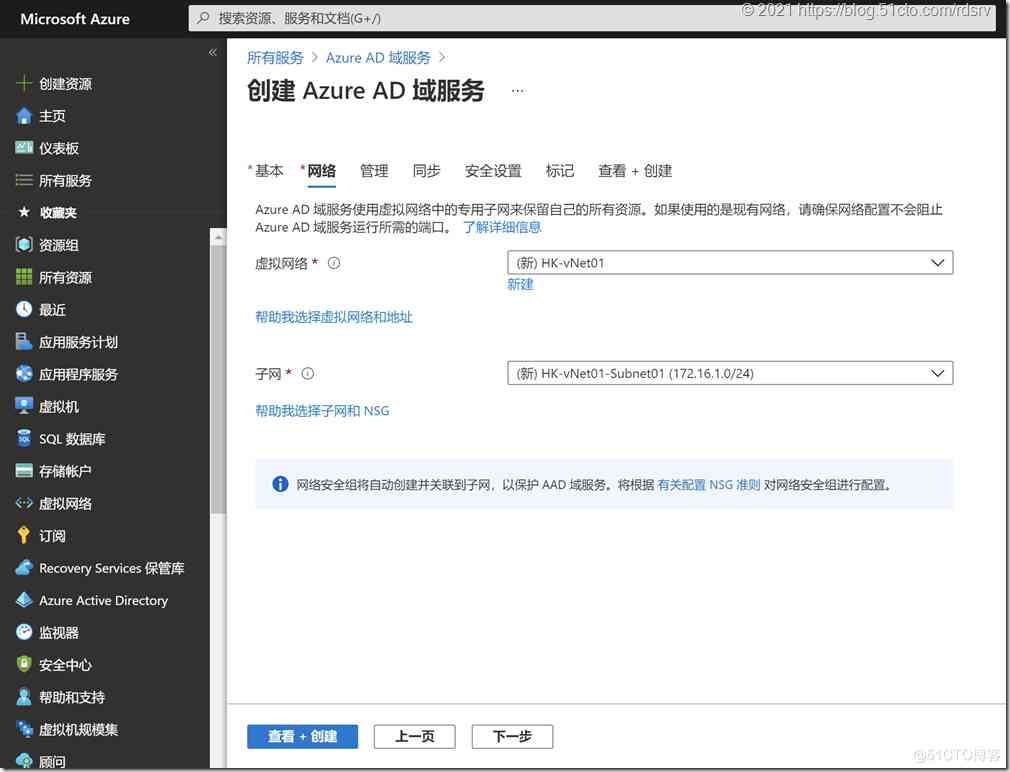 Microsoft Azure
搜索资源、服务和文档(G+/)
© 2021 https://blog.51cto.com/rdsrv
«
创建资源
主页
仪表板
所有服务
收藏夹
资源组
所有资源
最近
应用服务计划
应用程序服务
虚拟机
SQL 数据库
存储帐户
虚拟网络
订阅
Recovery Services 保管库
Azure Active Directory
监视器
安全中心
帮助和支持
虚拟机规模集
顾问
所有服务 > Azure AD 域服务 >
创建 Azure AD 域服务 ...
*基本 *网络 管理 同步 安全设置 标记 查看 + 创建
Azure AD 域服务使用虚拟网络中的专用子网来保留自己的所有资源。如果使用的是现有网络，请确保网络配置不会阻止
Azure AD 域服务运行所需的端口。 了解详细信息
虚拟网络 * (新) HK-vNet01
新建
帮助我选择虚拟网络和地址
子网 * (新) HK-vNet01-Subnet01 (172.16.1.0/24)
帮助我选择子网和 NSG
网络安全组将自动创建并关联到子网，以保护 AAD 域服务。将根据 有关配置 NSG 准则 对网络安全组进行配置。
查看 + 创建 上一页 下一步
@51CTO博客